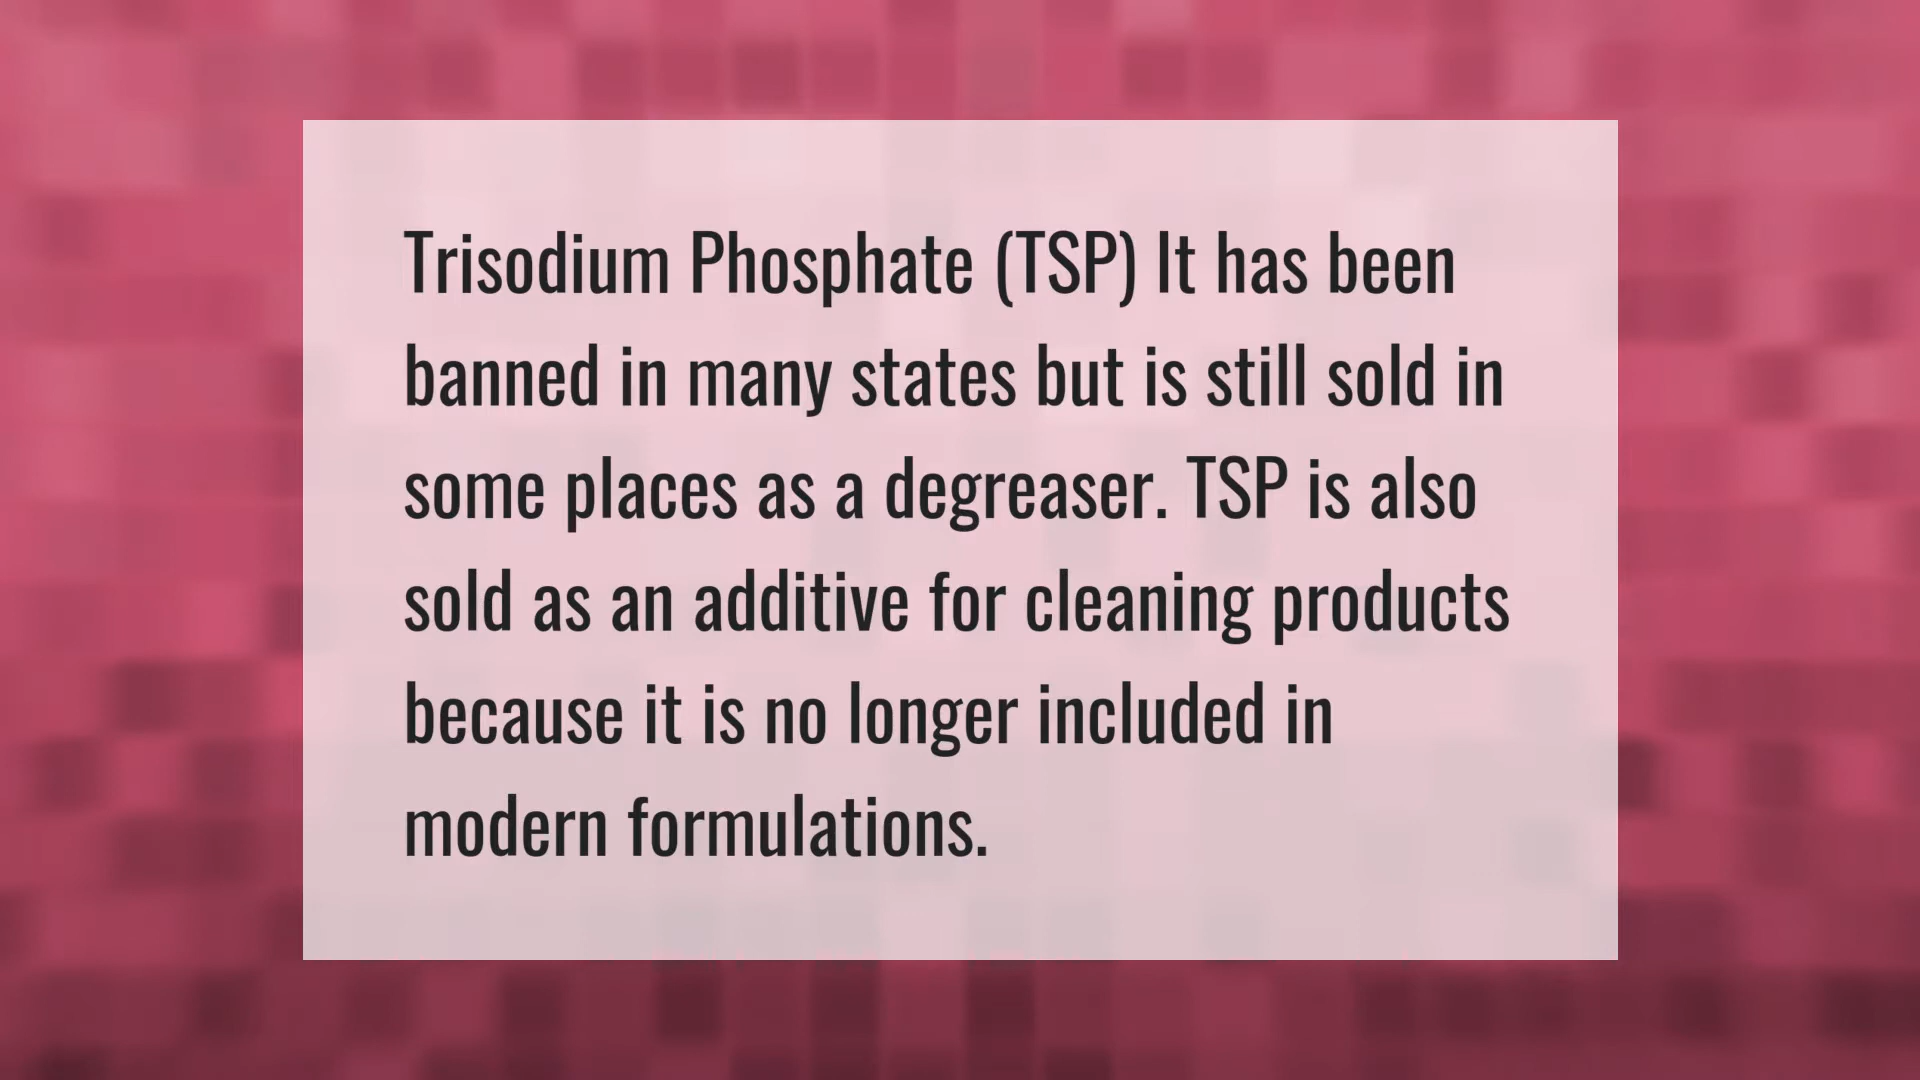 Trisodium Phosphate (TSP) It has been
banned in many states but is still sold in
some places as a degreaser. TSP is also
sold as an additive for cleaning products
because it is no longer included in
modern formulations.